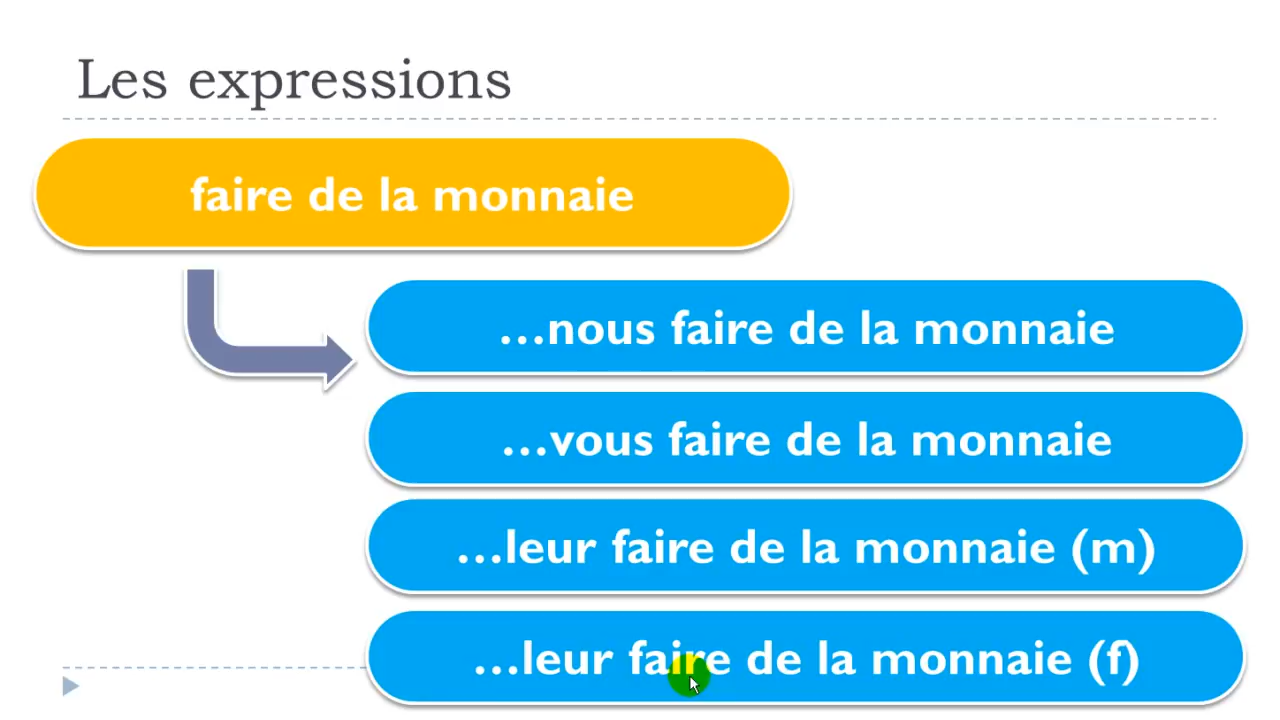 Les expressions
faire de la monnaie
...nous faire de la monnaie
...vous faire de la monnaie
...leur faire de la monnaie (m)
...leur faire de la monnaie (f)